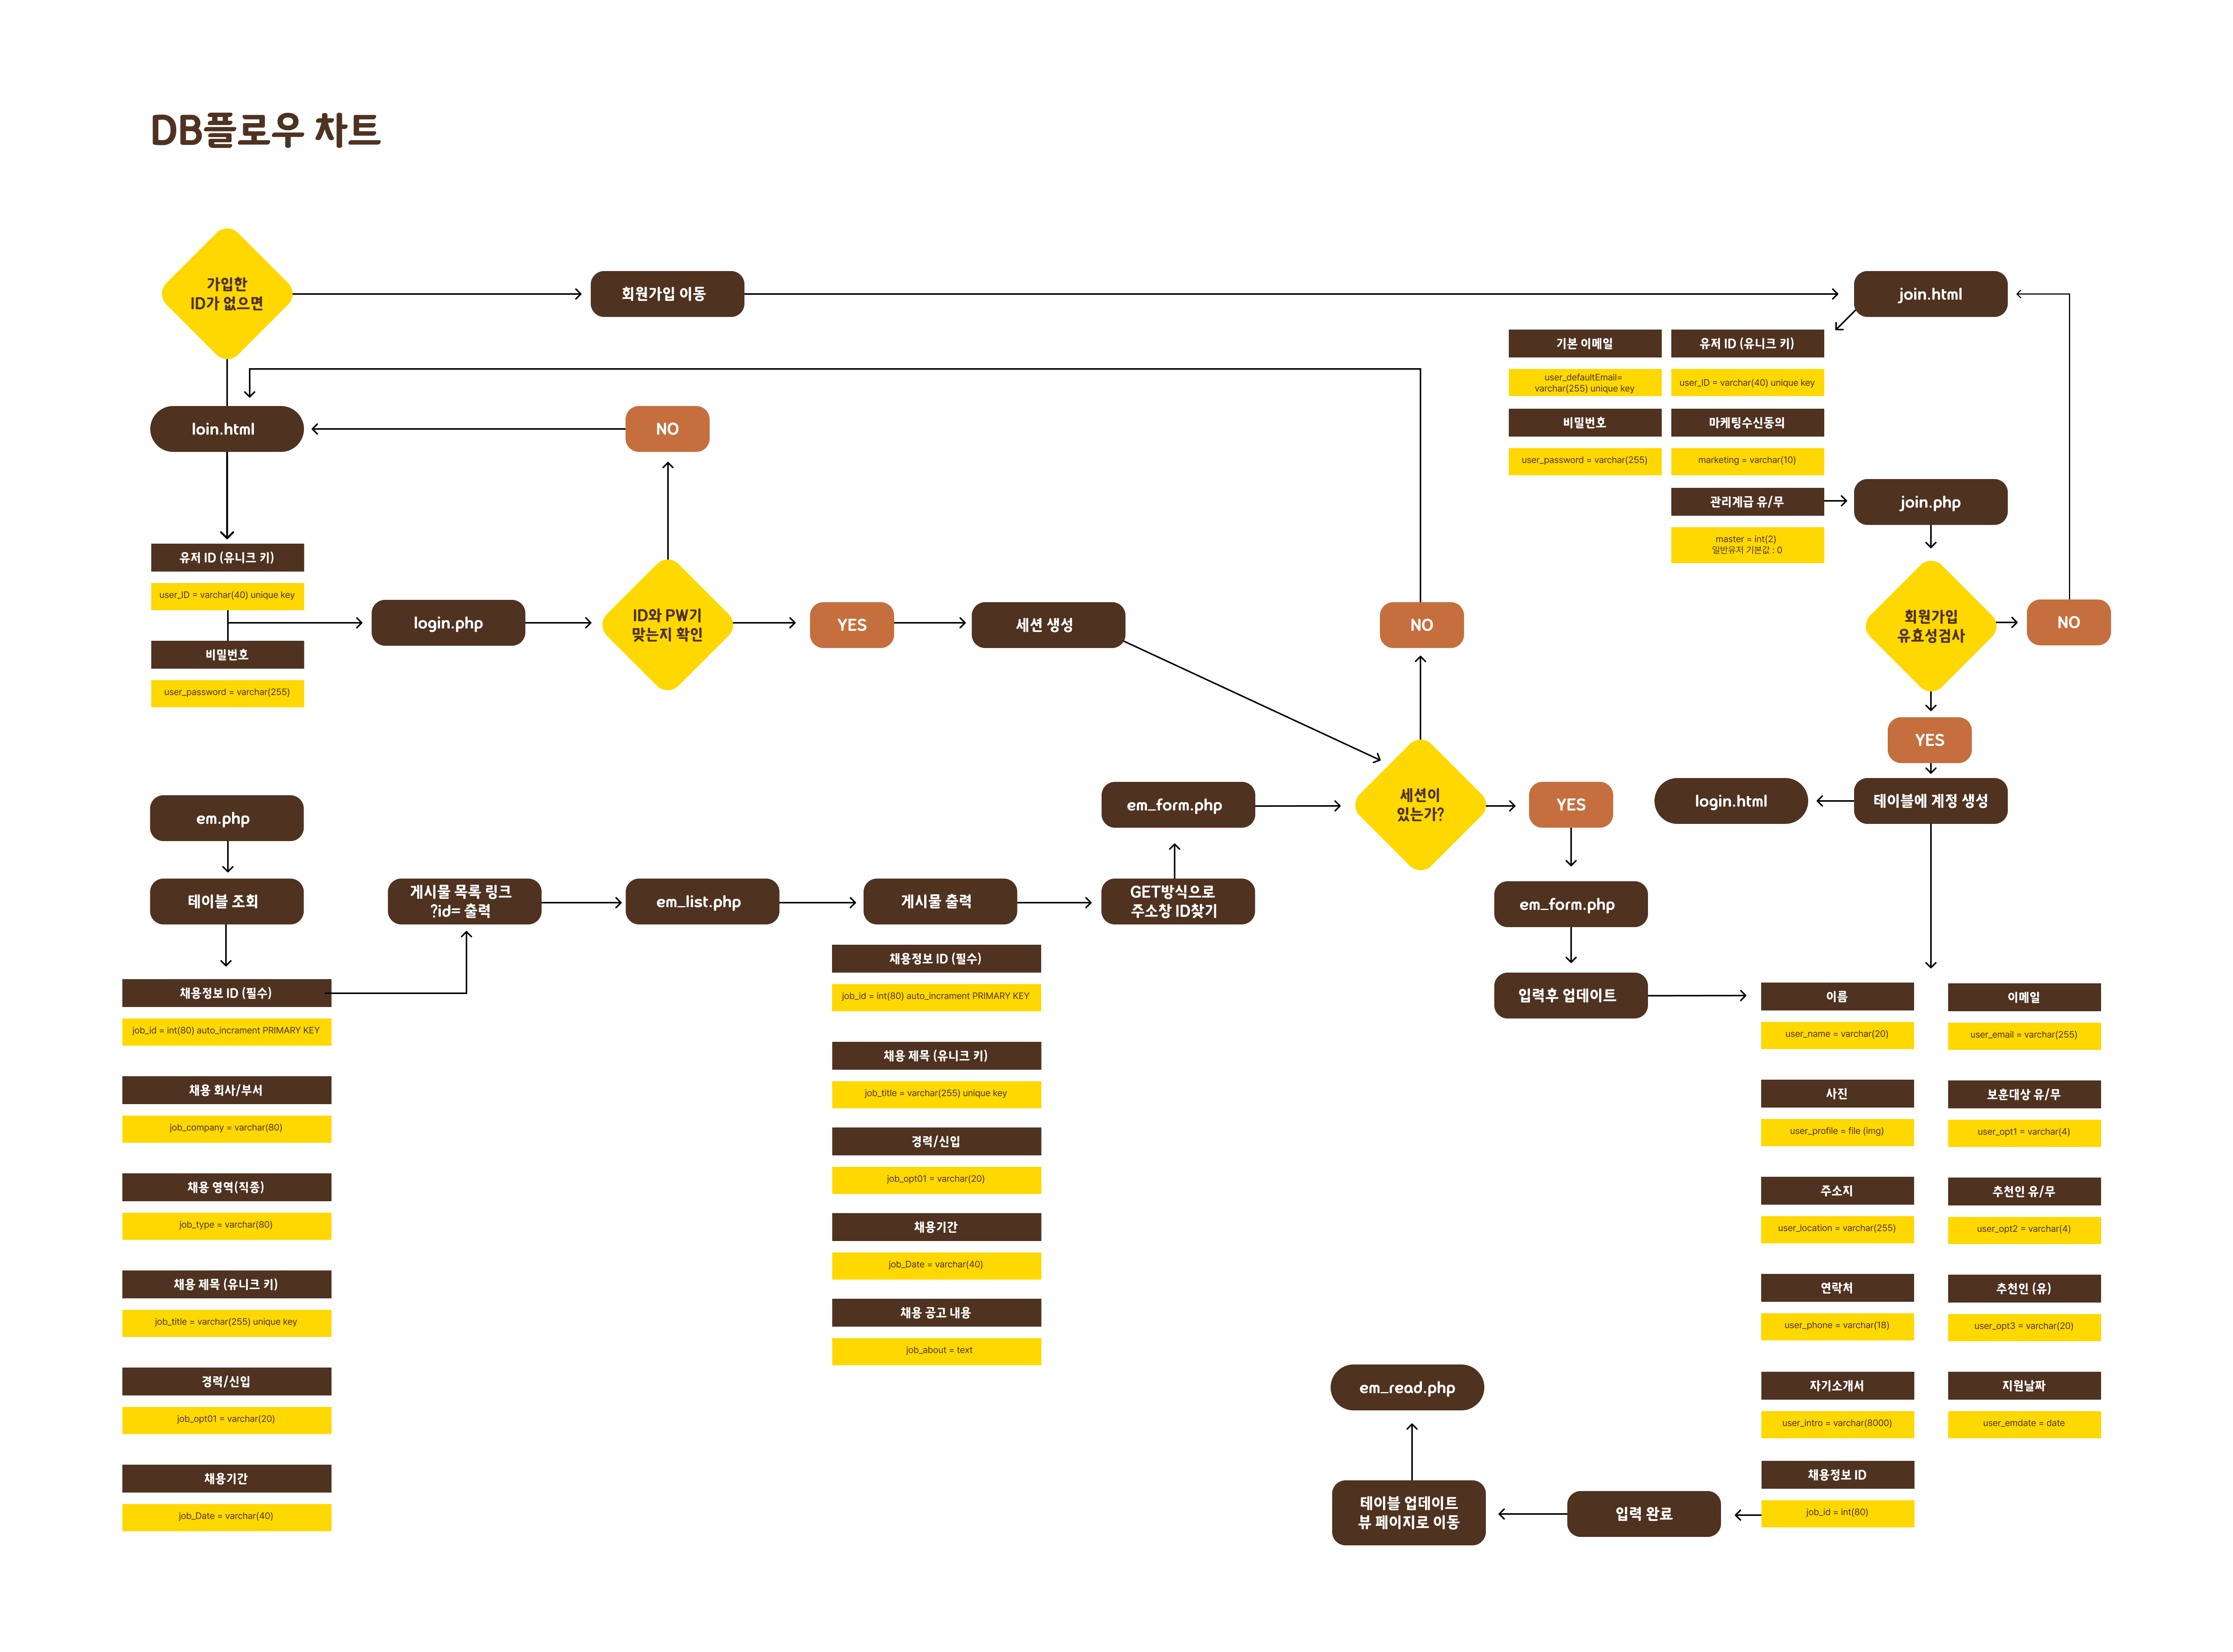 DB플로우 차트
가입한
ID가 없으면
회원가입 이동
join.html
기본 이메일
유저 ID (유니크 키)
user_defaultEmail=
varchar(255) unique key
user_ID = varchar(40) unique key
비밀번호
마케팅수신동의
user_password = varchar(255)
marketing = varchar(10)
관리계급 유/무
master = int(2)
일반유저 기본값 : 0
join.php
회원가입
유효성검사
NO
YES
테이블에 계정 생성
login.html
loin.html
NO
유저 ID (유니크 키)
user_ID = varchar(40) unique key
비밀번호
user_password = varchar(255)
login.php
ID와 PW기
맞는지 확인
YES
세션 생성
NO
세션이
있는가?
YES
em_form.php
입력후 업데이트
em.php
테이블 조회
게시물 목록 링크
?id= 출력
em_list.php
게시물 출력
GET방식으로
주소창 ID찾기
em_form.php
채용정보 ID (필수)
job_id = int(80) auto_incrament PRIMARY KEY
채용 회사/부서
job_company = varchar(80)
채용 영역(직종)
job_type = varchar(80)
채용 제목 (유니크 키)
job_title = varchar(255) unique key
경력/신입
job_opt01 = varchar(20)
채용기간
job_Date = varchar(40)
채용정보 ID (필수)
job_id = int(80) auto_incrament PRIMARY KEY
채용 제목 (유니크 키)
job_title = varchar(255) unique key
경력/신입
job_opt01 = varchar(20)
채용기간
job_Date = varchar(40)
채용 공고 내용
job_about = text
이름
이메일
user_name = varchar(20)
user_email = varchar(255)
사진
보훈대상 유/무
user_profile = file (img)
user_opt1 = varchar(4)
주소지
추천인 유/무
user_location = varchar(255)
user_opt2 = varchar(4)
연락처
추천인 (유)
user_phone = varchar(18)
user_opt3 = varchar(20)
자기소개서
지원날짜
user_intro = varchar(8000)
user_emdate = date
채용정보 ID
job_id = int(80)
입력 완료
테이블 업데이트
뷰 페이지로 이동
em_read.php